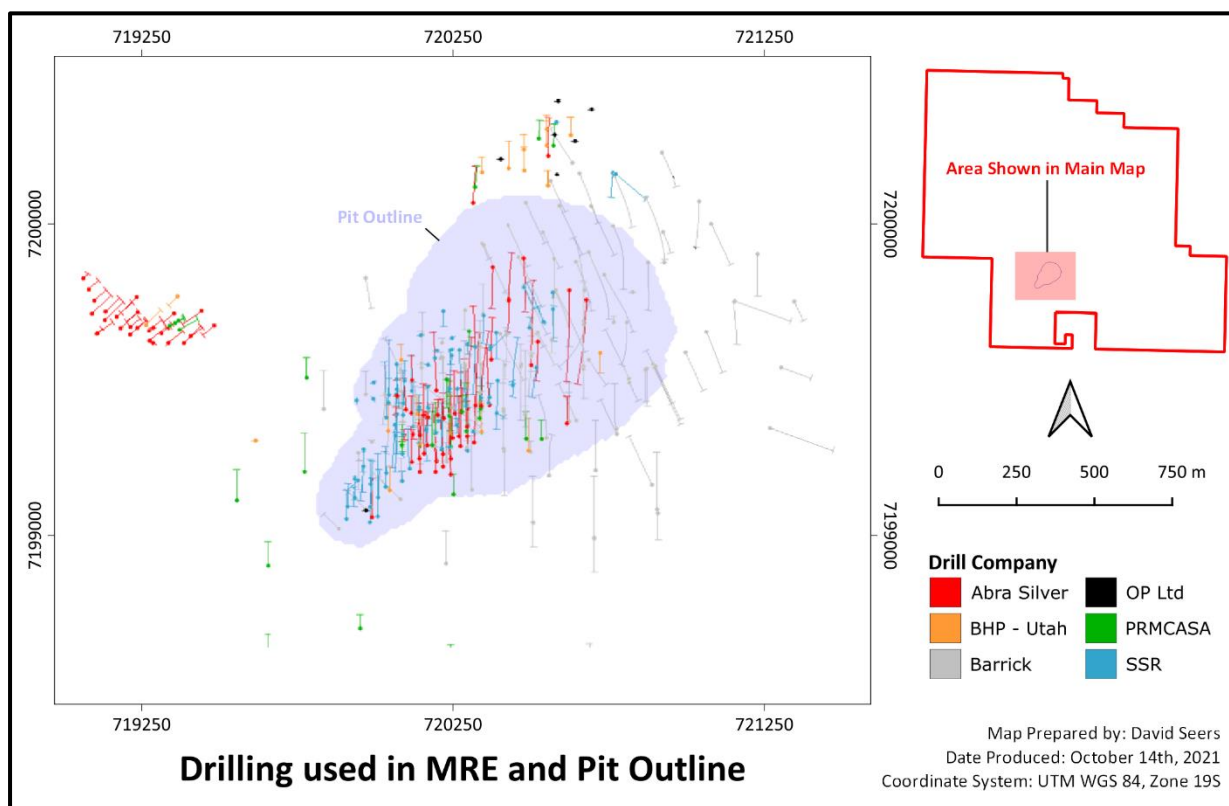 719250 720250 721250
Pit Outline
7200000
7200000
7199000
7199000
719250 720250 721250
Drilling used in MRE and Pit Outline
Area Shown in Main Map
0 250 500 750 m
Drill Company
Abra Silver
OP Ltd
BHP - Utah
PRMCASA
Barrick
SSR
Map Prepared by: David Seers
Date Produced: October 14th, 2021
Coordinate System: UTM WGS 84, Zone 19S